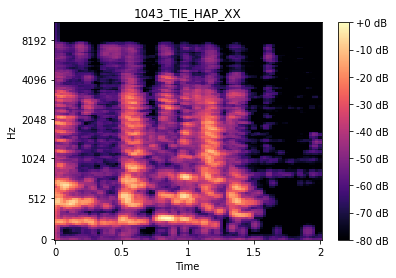 1043_TIE_HAP_XX
+0 dB
8192
-10 dB
4096
-20 dB
-30 dB
Hz
2048
-40 dB
1024
-50 dB
512
-60 dB
-70 dB
0
-80 dB
0
0.5
1
1.5
2
Time